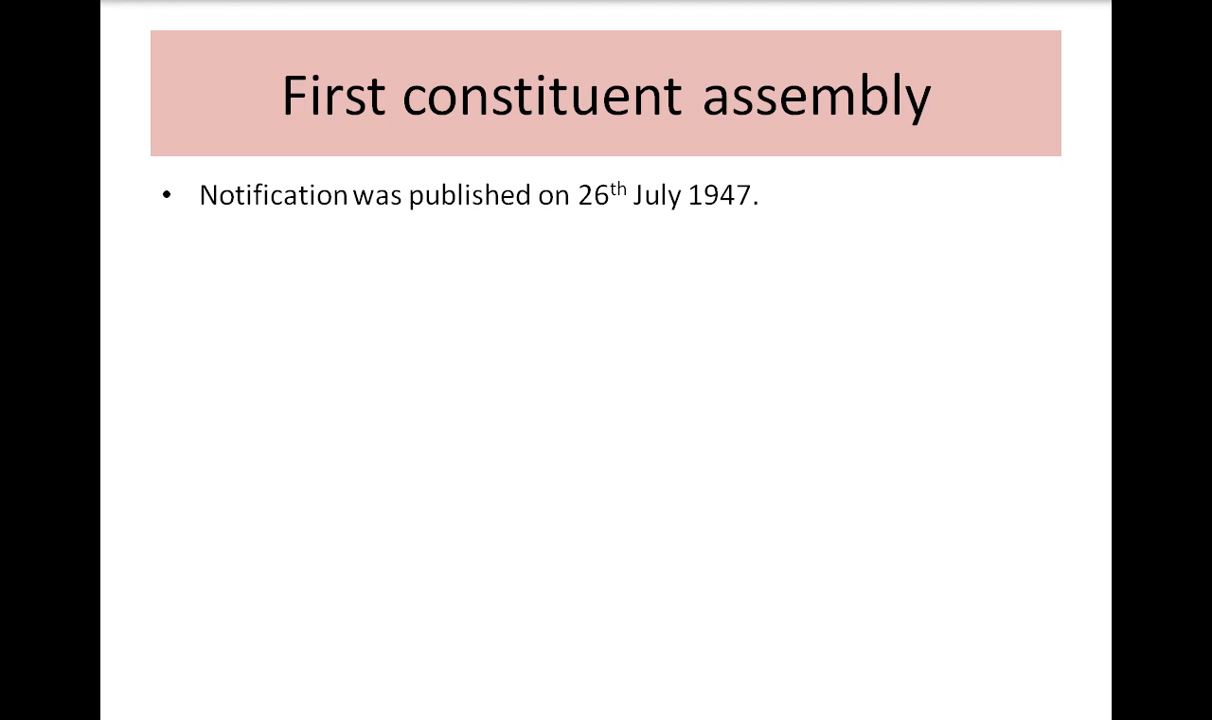 First constituent assembly
• Notification was published on 26th July 1947.